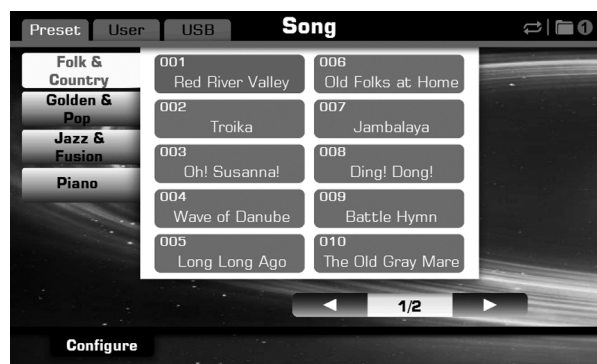 Preset User USB Song 1
Folk &
Country
Golden &
Pop
Jazz &
Fusion
Piano
001
Red River Valley
002
Troika
003
Oh! Susanna!
004
Wave of Danube
005
Long Long Ago
006
Old Folks at Home
007
Jambalaya
008
Ding! Dong!
009
Battle Hymn
010
The Old Gray Mare
1/2
Configure